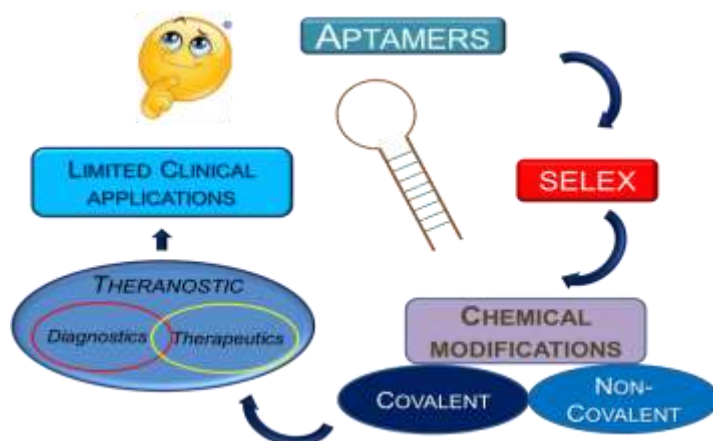 APTAMERS
SELEX
CHEMICAL
MODIFICATIONS
COVALENT
NON-
COVALENT
THERANOSTIC
Diagnostics
Therapeutics
LIMITED CLINICAL
APPLICATIONS